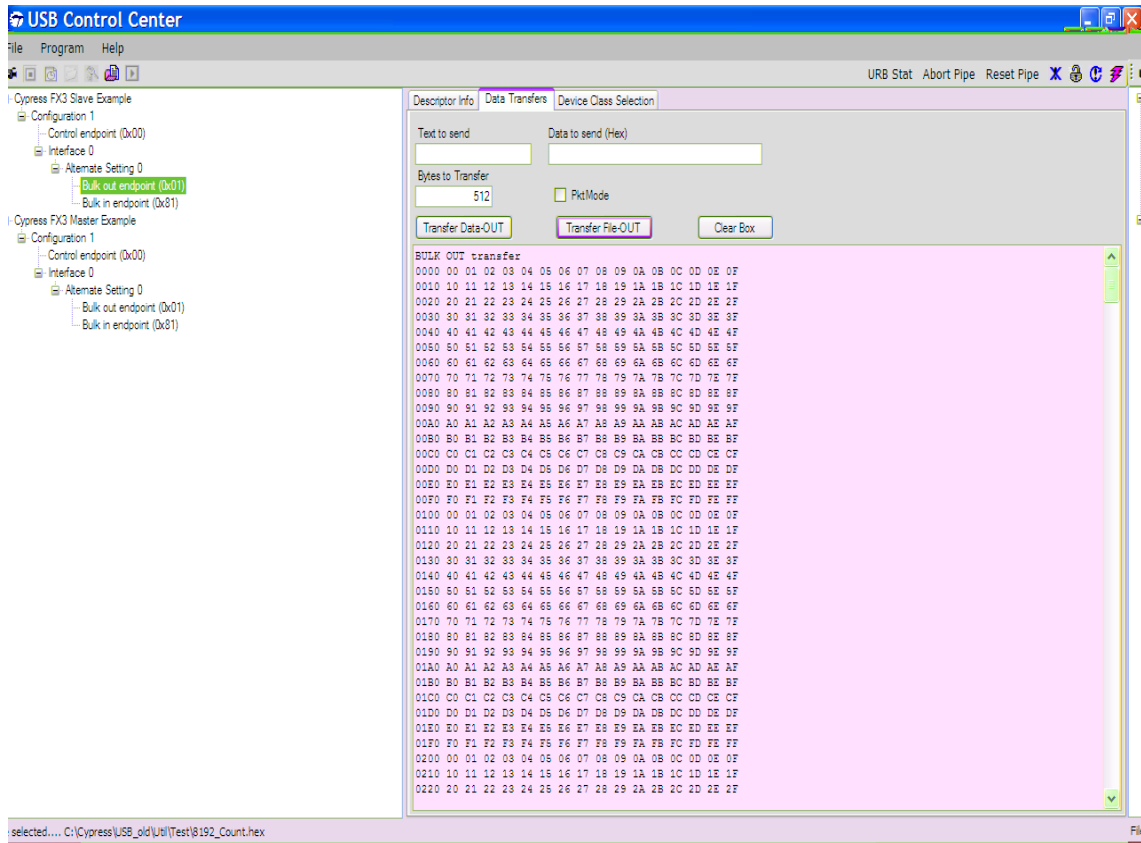 USB Control Center
File Program Help
URB Stat Abort Pipe Reset Pipe
Cypress FX3 Slave Example
Configuration 1
Control endpoint (0x00)
Interface 0
Alternate Setting 0
Bulk out endpoint (0x01)
Bulk in endpoint (0x81)
Cypress FX3 Master Example
Configuration 1
Control endpoint (0x00)
Interface 0
Alternate Setting 0
Bulk out endpoint (0x01)
Bulk in endpoint (0x81)
Descriptor Info Data Transfers Device Class Selection
Text to send Data to send (Hex)
Bytes to Transfer
512 PktMode
Transfer Data-OUT Transfer File-OUT Clear Box
BULK OUT transfer
0000 00 01 02 03 04 05 06 07 08 09 0A 0B 0C 0D 0E 0F
0010 10 11 12 13 14 15 16 17 18 19 1A 1B 1C 1D 1E 1F
0020 20 21 22 23 24 25 26 27 28 29 2A 2B 2C 2D 2E 2F
0030 30 31 32 33 34 35 36 37 38 39 3A 3B 3C 3D 3E 3F
0040 40 41 42 43 44 45 46 47 48 49 4A 4B 4C 4D 4E 4F
0050 50 51 52 53 54 55 56 57 58 59 5A 5B 5C 5D 5E 5F
0060 60 61 62 63 64 65 66 67 68 69 6A 6B 6C 6D 6E 6F
0070 70 71 72 73 74 75 76 77 78 79 7A 7B 7C 7D 7E 7F
0080 80 81 82 83 84 85 86 87 88 89 8A 8B 8C 8D 8E 8F
0090 90 91 92 93 94 95 96 97 98 99 9A 9B 9C 9D 9E 9F
00A0 A0 A1 A2 A3 A4 A5 A6 A7 A8 A9 AA AB AC AD AE AF
00B0 B0 B1 B2 B3 B4 B5 B6 B7 B8 B9 BA BB BC BD BE BF
00C0 C0 C1 C2 C3 C4 C5 C6 C7 C8 C9 CA CB CC CD CE CF
00D0 D0 D1 D2 D3 D4 D5 D6 D7 D8 D9 DA DB DC DD DE DF
00E0 E0 E1 E2 E3 E4 E5 E6 E7 E8 E9 EA EB EC ED EE EF
00F0 F0 F1 F2 F3 F4 F5 F6 F7 F8 F9 FA FB FC FD FE FF
0100 00 01 02 03 04 05 06 07 08 09 0A 0B 0C 0D 0E 0F
0110 10 11 12 13 14 15 16 17 18 19 1A 1B 1C 1D 1E 1F
0120 20 21 22 23 24 25 26 27 28 29 2A 2B 2C 2D 2E 2F
0130 30 31 32 33 34 35 36 37 38 39 3A 3B 3C 3D 3E 3F
0140 40 41 42 43 44 45 46 47 48 49 4A 4B 4C 4D 4E 4F
0150 50 51 52 53 54 55 56 57 58 59 5A 5B 5C 5D 5E 5F
0160 60 61 62 63 64 65 66 67 68 69 6A 6B 6C 6D 6E 6F
0170 70 71 72 73 74 75 76 77 78 79 7A 7B 7C 7D 7E 7F
0180 80 81 82 83 84 85 86 87 88 89 8A 8B 8C 8D 8E 8F
0190 90 91 92 93 94 95 96 97 98 99 9A 9B 9C 9D 9E 9F
01A0 A0 A1 A2 A3 A4 A5 A6 A7 A8 A9 AA AB AC AD AE AF
01B0 B0 B1 B2 B3 B4 B5 B6 B7 B8 B9 BA BB BC BD BE BF
01C0 C0 C1 C2 C3 C4 C5 C6 C7 C8 C9 CA CB CC CD CE CF
01D0 D0 D1 D2 D3 D4 D5 D6 D7 D8 D9 DA DB DC DD DE DF
01E0 E0 E1 E2 E3 E4 E5 E6 E7 E8 E9 EA EB EC ED EE EF
01F0 F0 F1 F2 F3 F4 F5 F6 F7 F8 F9 FA FB FC FD FE FF
0200 00 01 02 03 04 05 06 07 08 09 0A 0B 0C 0D 0E 0F
0210 10 11 12 13 14 15 16 17 18 19 1A 1B 1C 1D 1E 1F
0220 20 21 22 23 24 25 26 27 28 29 2A 2B 2C 2D 2E 2F
selected.... C:\Cypress\USB_old\Util\Test\8192_Count.hex